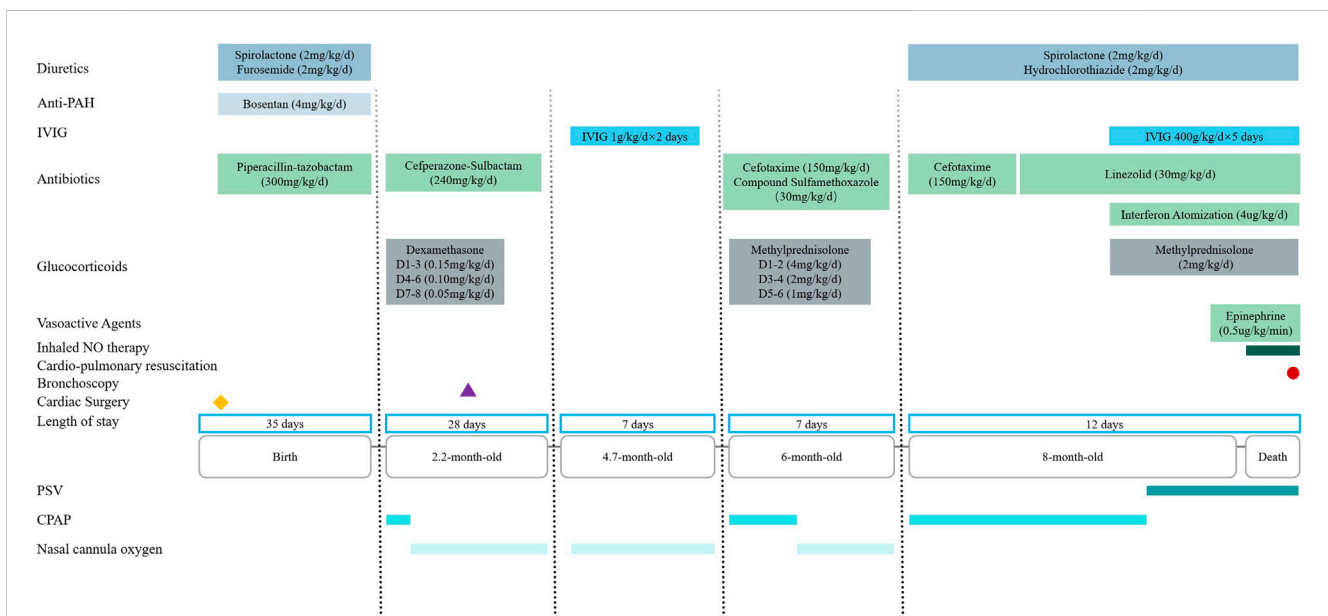 Diuretics
Spirolactone (2mg/kg/d)
Furosemide (2mg/kg/d)
Spirolactone (2mg/kg/d)
Hydrochlorothiazide (2mg/kg/d)
Anti-PAH
Bosentan (4mg/kg/d)
IVIG
IVIG 1g/kg/d×2 days
IVIG 400g/kg/d×5 days
Antibiotics
Piperacillin-tazobactam
(300mg/kg/d)
Cefperazone-Sulbactam
(240mg/kg/d)
Cefotaxime (150mg/kg/d)
Compound Sulfamethoxazole
(30mg/kg/d)
Cefotaxime
(150mg/kg/d)
Linezolid (30mg/kg/d)
Interferon Atomization (4ug/kg/d)
Glucocorticoids
Dexamethasone
D1-3 (0.15mg/kg/d)
D4-6 (0.10mg/kg/d)
D7-8 (0.05mg/kg/d)
Methylprednisolone
D1-2 (4mg/kg/d)
D3-4 (2mg/kg/d)
D5-6 (1mg/kg/d)
Methylprednisolone
(2mg/kg/d)
Vasoactive Agents
Epinephrine
(0.5ug/kg/min)
Inhaled NO therapy
Cardio-pulmonary resuscitation
Bronchoscopy
Cardiac Surgery
Length of stay
35 days
28 days
7 days
7 days
12 days
Birth
2.2-month-old
4.7-month-old
6-month-old
8-month-old
Death
PSV
CPAP
Nasal cannula oxygen